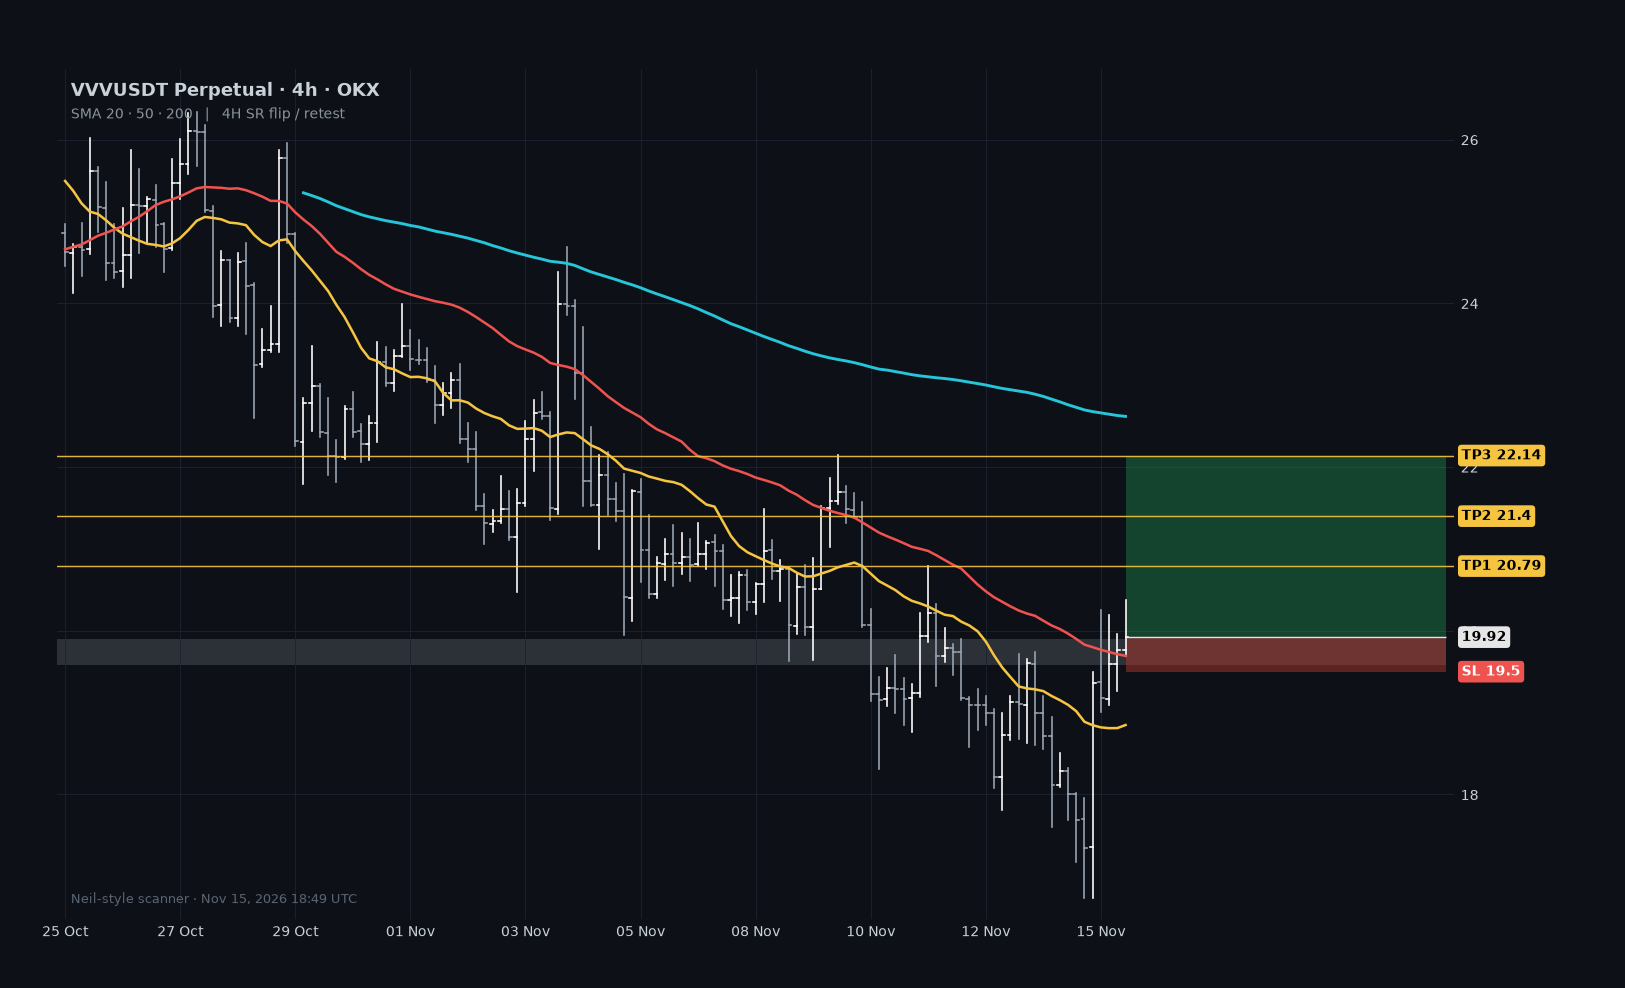 VVVUSDT Perpetual · 4h · OKX
SMA 20 · 50 · 200 | 4H SR flip / retest
26
24
TP3 22.14
22
TP2 21.4
TP1 20.79
19.92
SL 19.5
18
Neil-style scanner · Nov 15, 2026 18:49 UTC
25 Oct 27 Oct 29 Oct 01 Nov 03 Nov 05 Nov 08 Nov 10 Nov 12 Nov 15 Nov